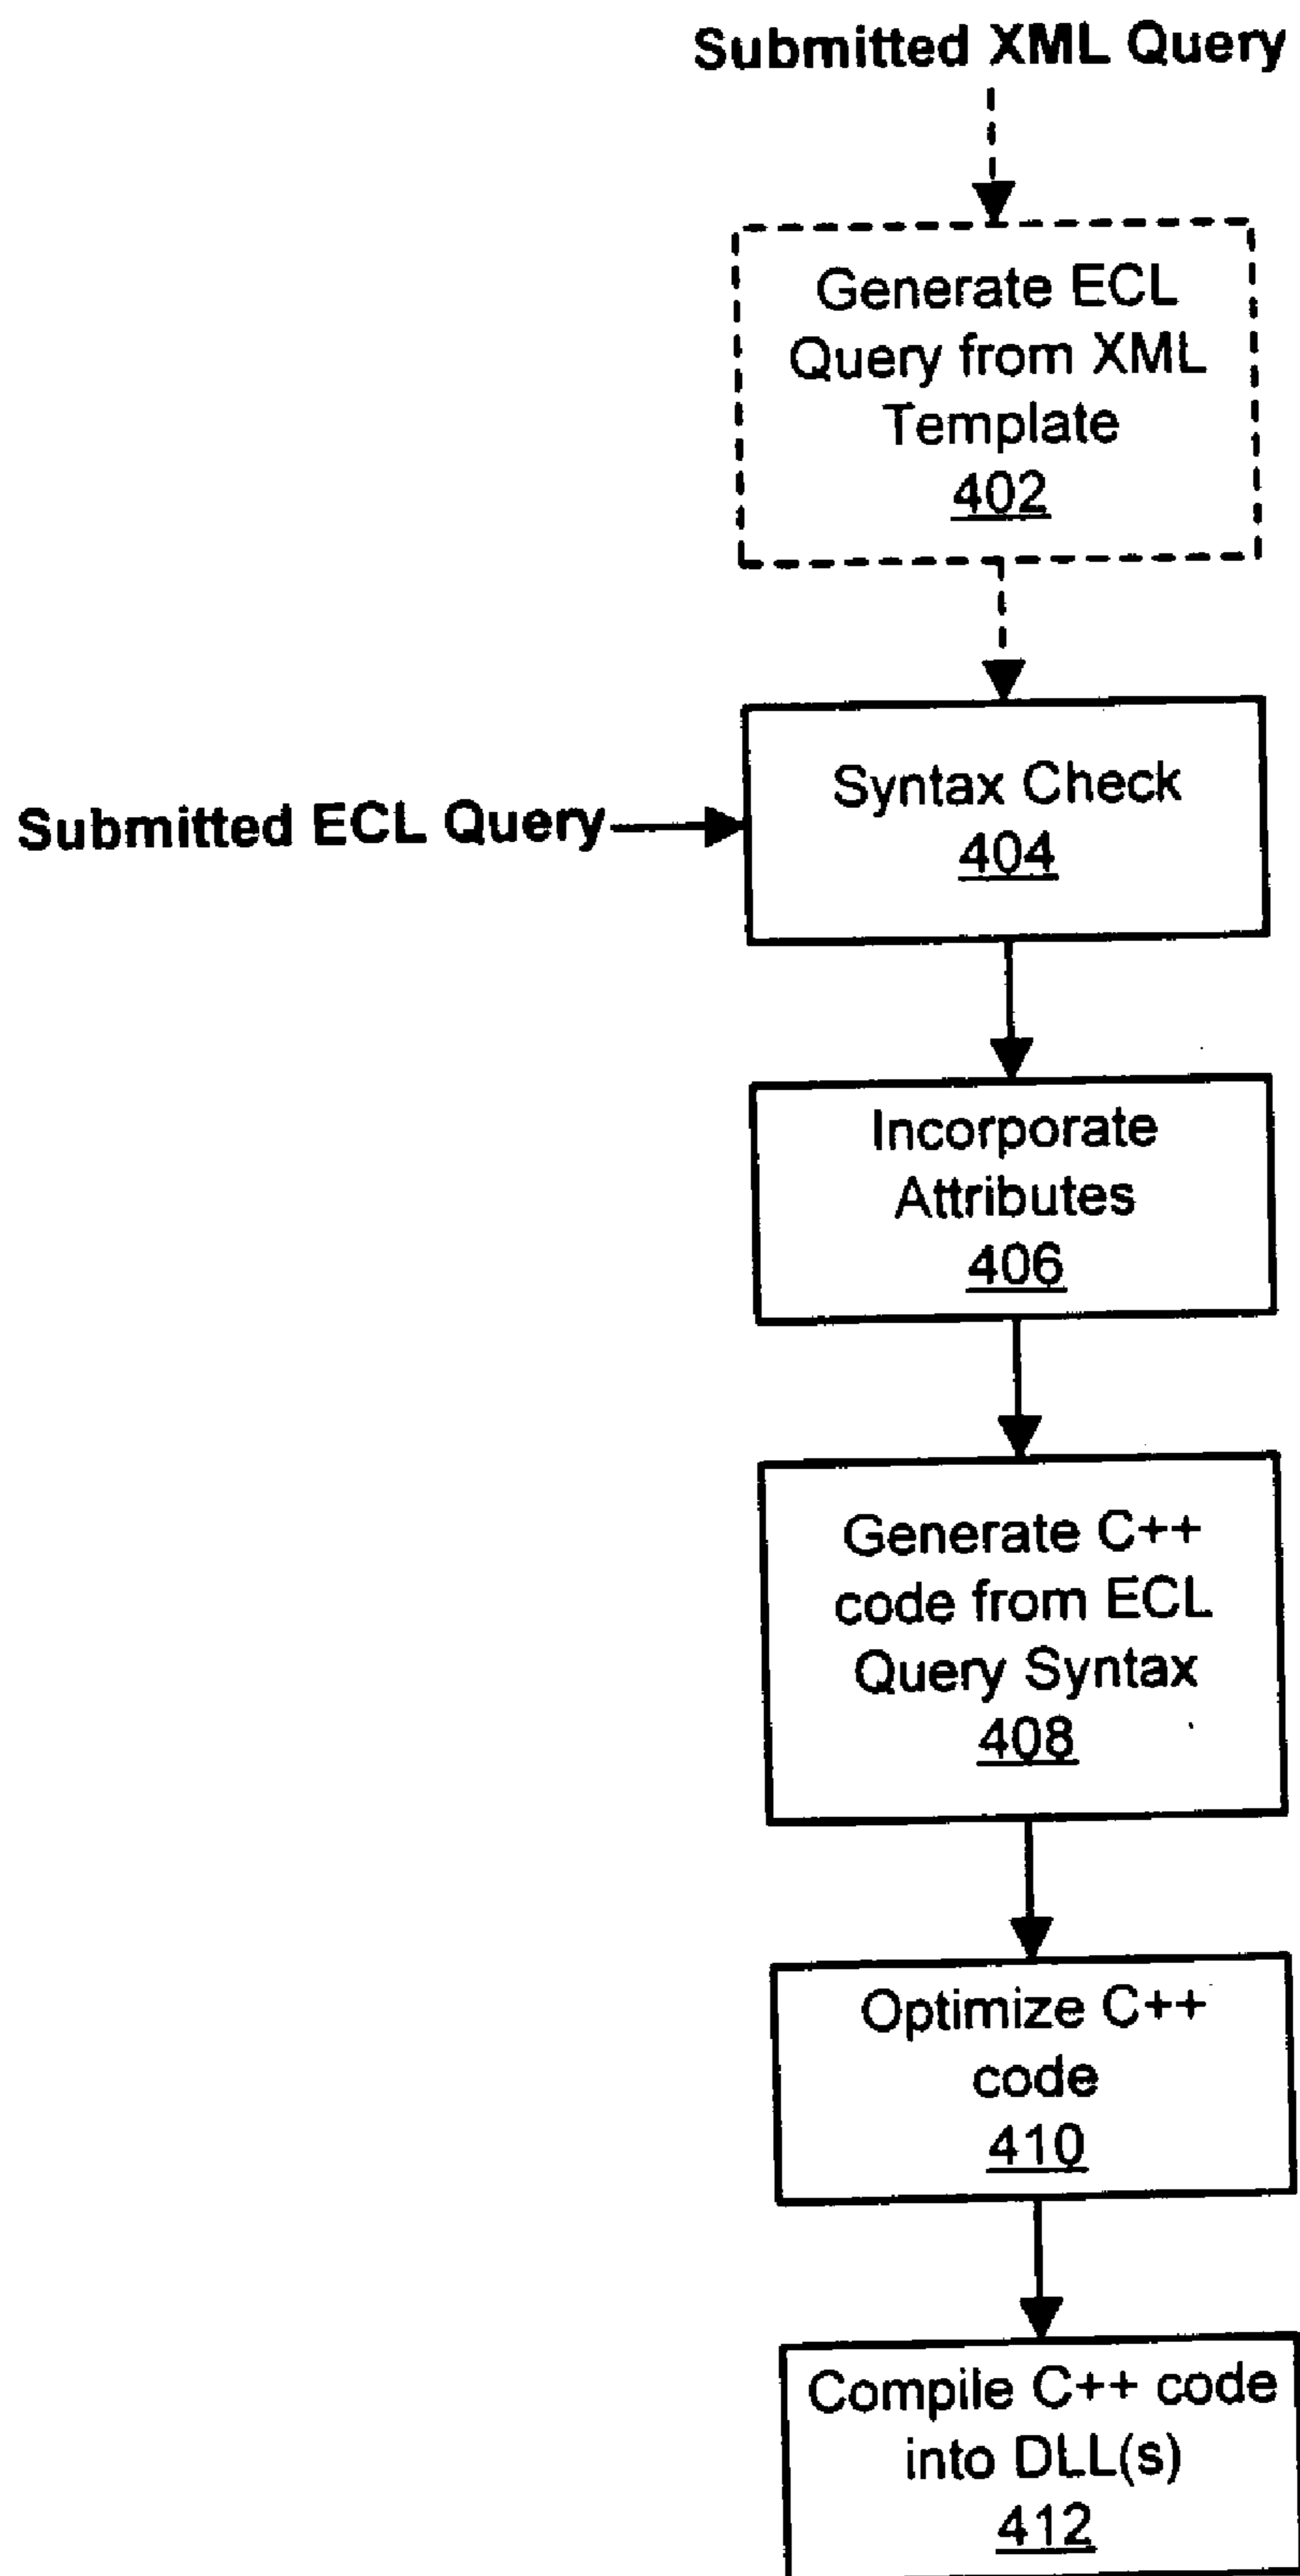 Submitted XML Query
Generate ECL
Query from XML
Template
402
Submitted ECL Query
Syntax Check
404
Incorporate
Attributes
406
Generate C++
code from ECL
Query Syntax
408
Optimize C++
code
410
Compile C++ code
into DLL(s)
412